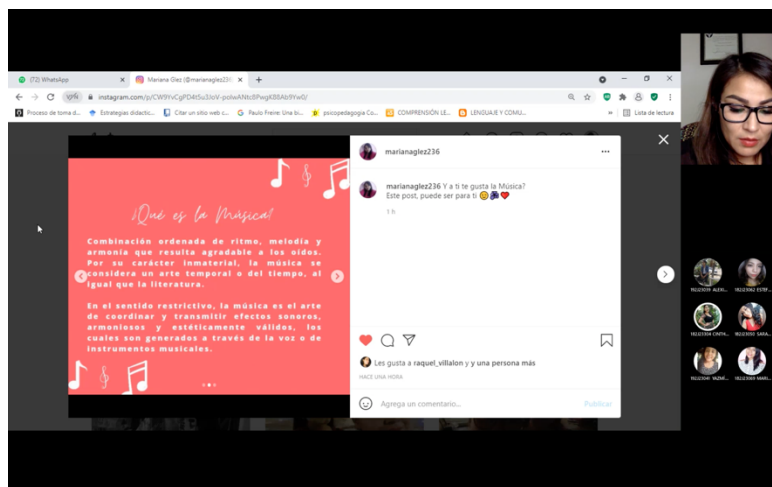 (72) WhatsApp
Mariana Glez (@marianaglez236)
Proceso de toma d...
Estrategias didactic...
Citar un sitio web c...
Paulo Freire: Una bi...
psicopedagogia Co...
COMPRENSIÓN LE...
LENGUAJE Y COMU...
Lista de lectura
¿Qué es la Música?
Combinación ordenada de ritmo, melodía y
armonía que resulta agradable a los oídos.
Por su carácter inmaterial, la música se
considera un arte temporal o del tiempo, al
igual que la literatura.
En el sentido restrictivo, la música es el arte
de coordinar y transmitir efectos sonoros,
armoniosos y estéticamente válidos, los
cuales son generados a través de la voz o de
instrumentos musicales.
marianaglez236
marianaglez236 Y a ti te gusta la Música?
Este post, puede ser para ti
1 h
Les gusta a raquel_villalon y y una persona más
HACE UNA HORA
Agrega un comentario...
Publicar